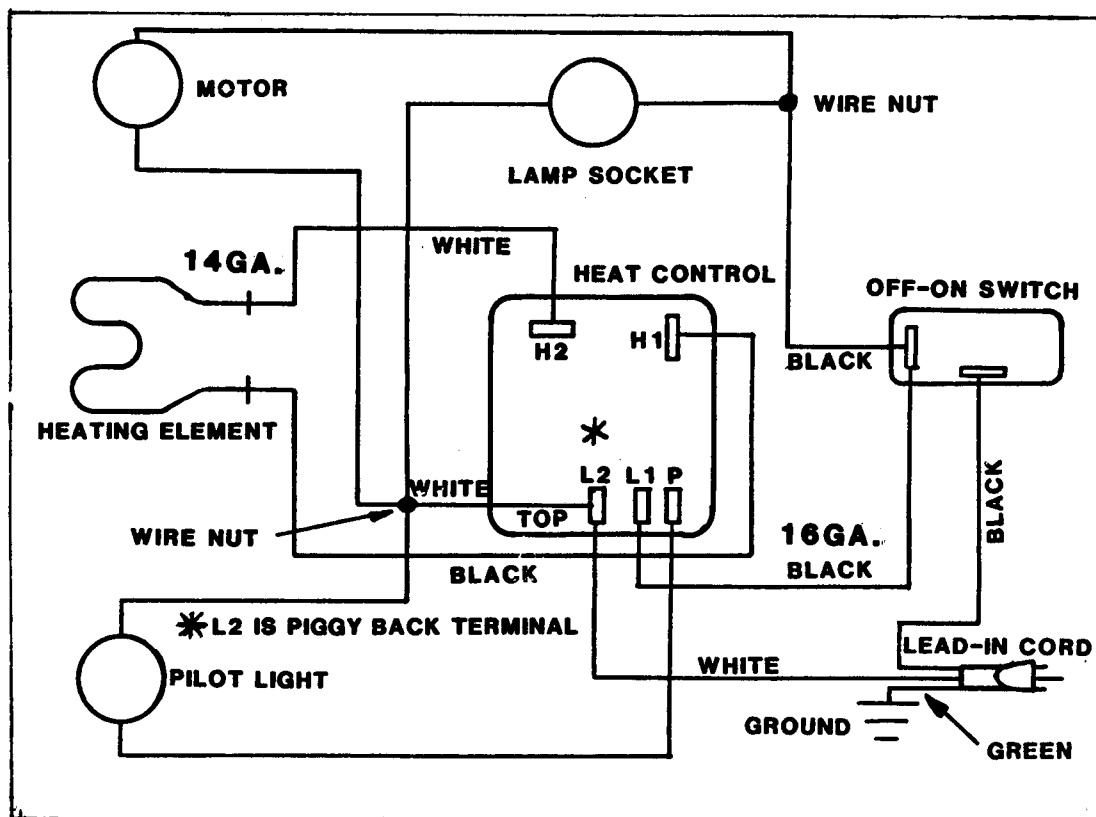 MOTOR
WIRE NUT
LAMP SOCKET
WHITE
14GA.
HEAT CONTROL
OFF-ON SWITCH
H2
H1
BLACK
HEATING ELEMENT
*
L2 L1 P
WHITE
TOP
BLACK
WIRE NUT
16GA.
BLACK
BLACK
*L2 IS PIGGY BACK TERMINAL
LEAD-IN CORD
WHITE
PILOT LIGHT
GROUND
GREEN